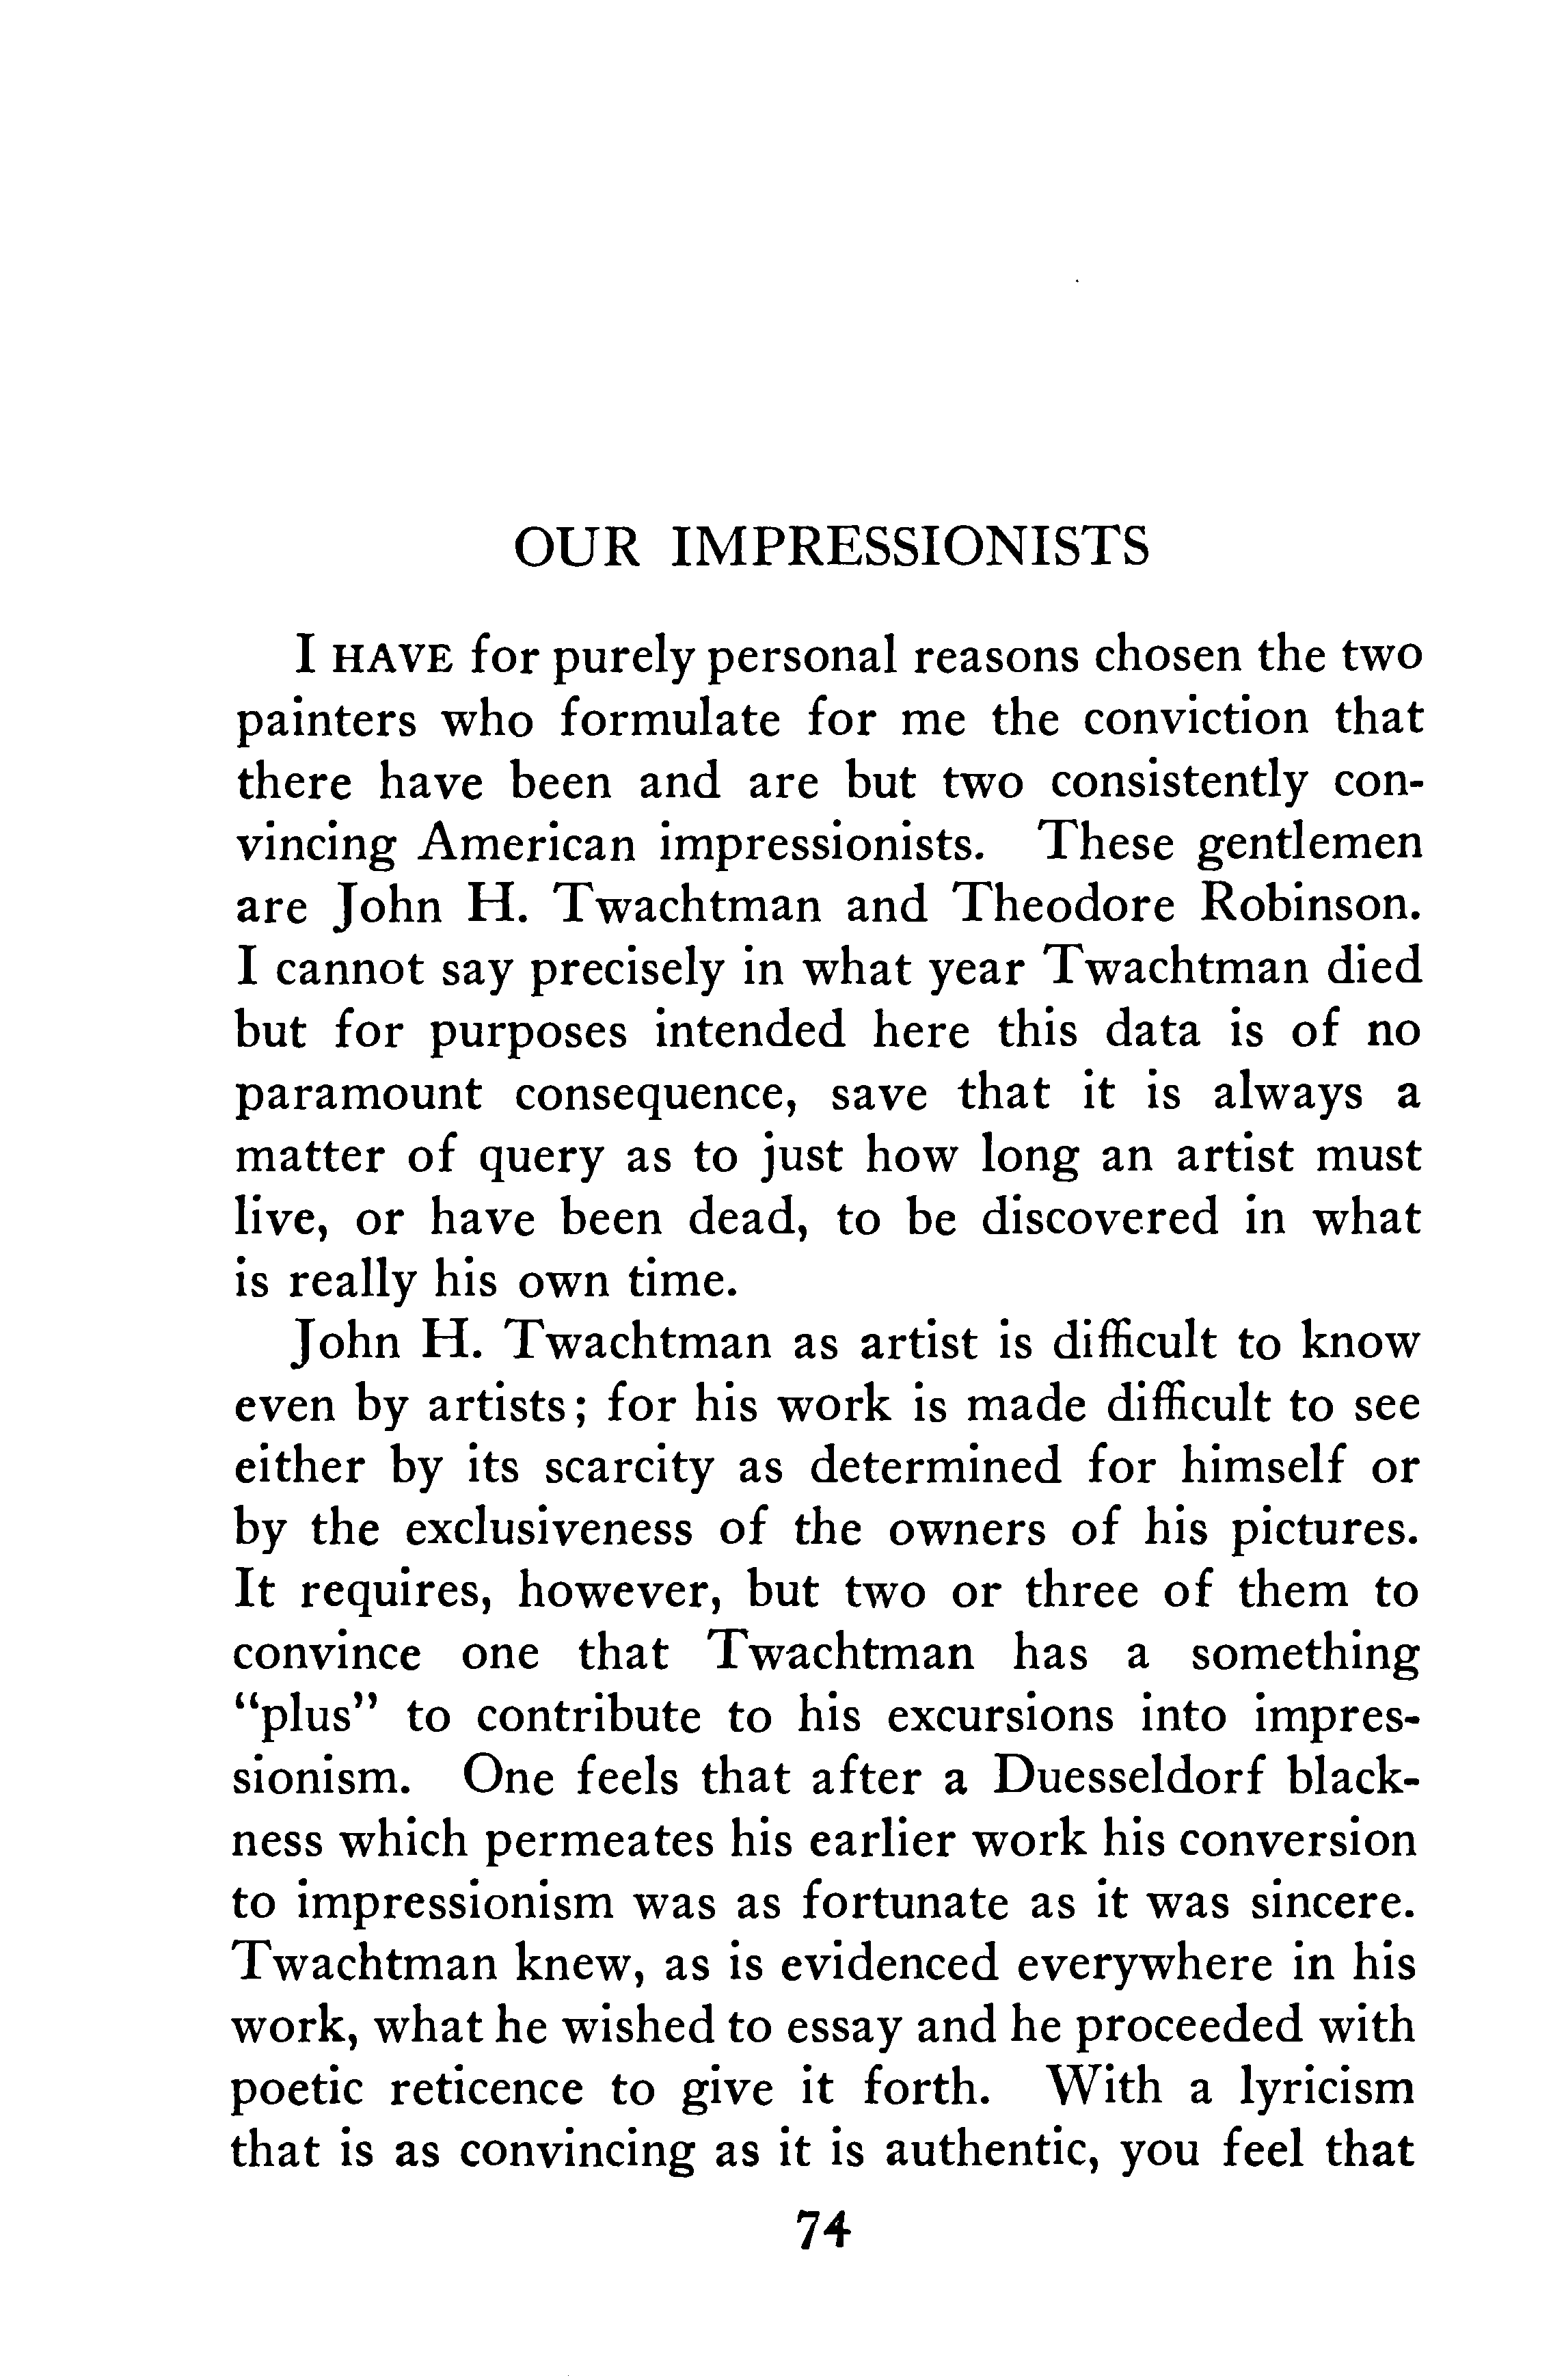 OUR IMPRESSIONISTS
I HAVE for purely personal reasons chosen the two
painters who formulate for me the conviction that
there have been and are but two consistently con-
vincing American impressionists. These gentlemen
are John H. Twachtman and Theodore Robinson.
I cannot say precisely in what year Twachtman died
but for purposes intended here this data is of no
paramount consequence, save that it is always a
matter of query as to just how long an artist must
live, or have been dead, to be discovered in what
is really his own time.
John H. Twachtman as artist is difficult to know
even by artists; for his work is made difficult to see
either by its scarcity as determined for himself or
by the exclusiveness of the owners of his pictures.
It requires, however, but two or three of them to
convince one that Twachtman has a something
“plus” to contribute to his excursions into impres-
sionism. One feels that after a Duesseldorf black-
ness which permeates his earlier work his conversion
to impressionism was as fortunate as it was sincere.
Twachtman knew, as is evidenced everywhere in his
work, what he wished to essay and he proceeded with
poetic reticence to give it forth. With a lyricism
that is as convincing as it is authentic, you feel that
74